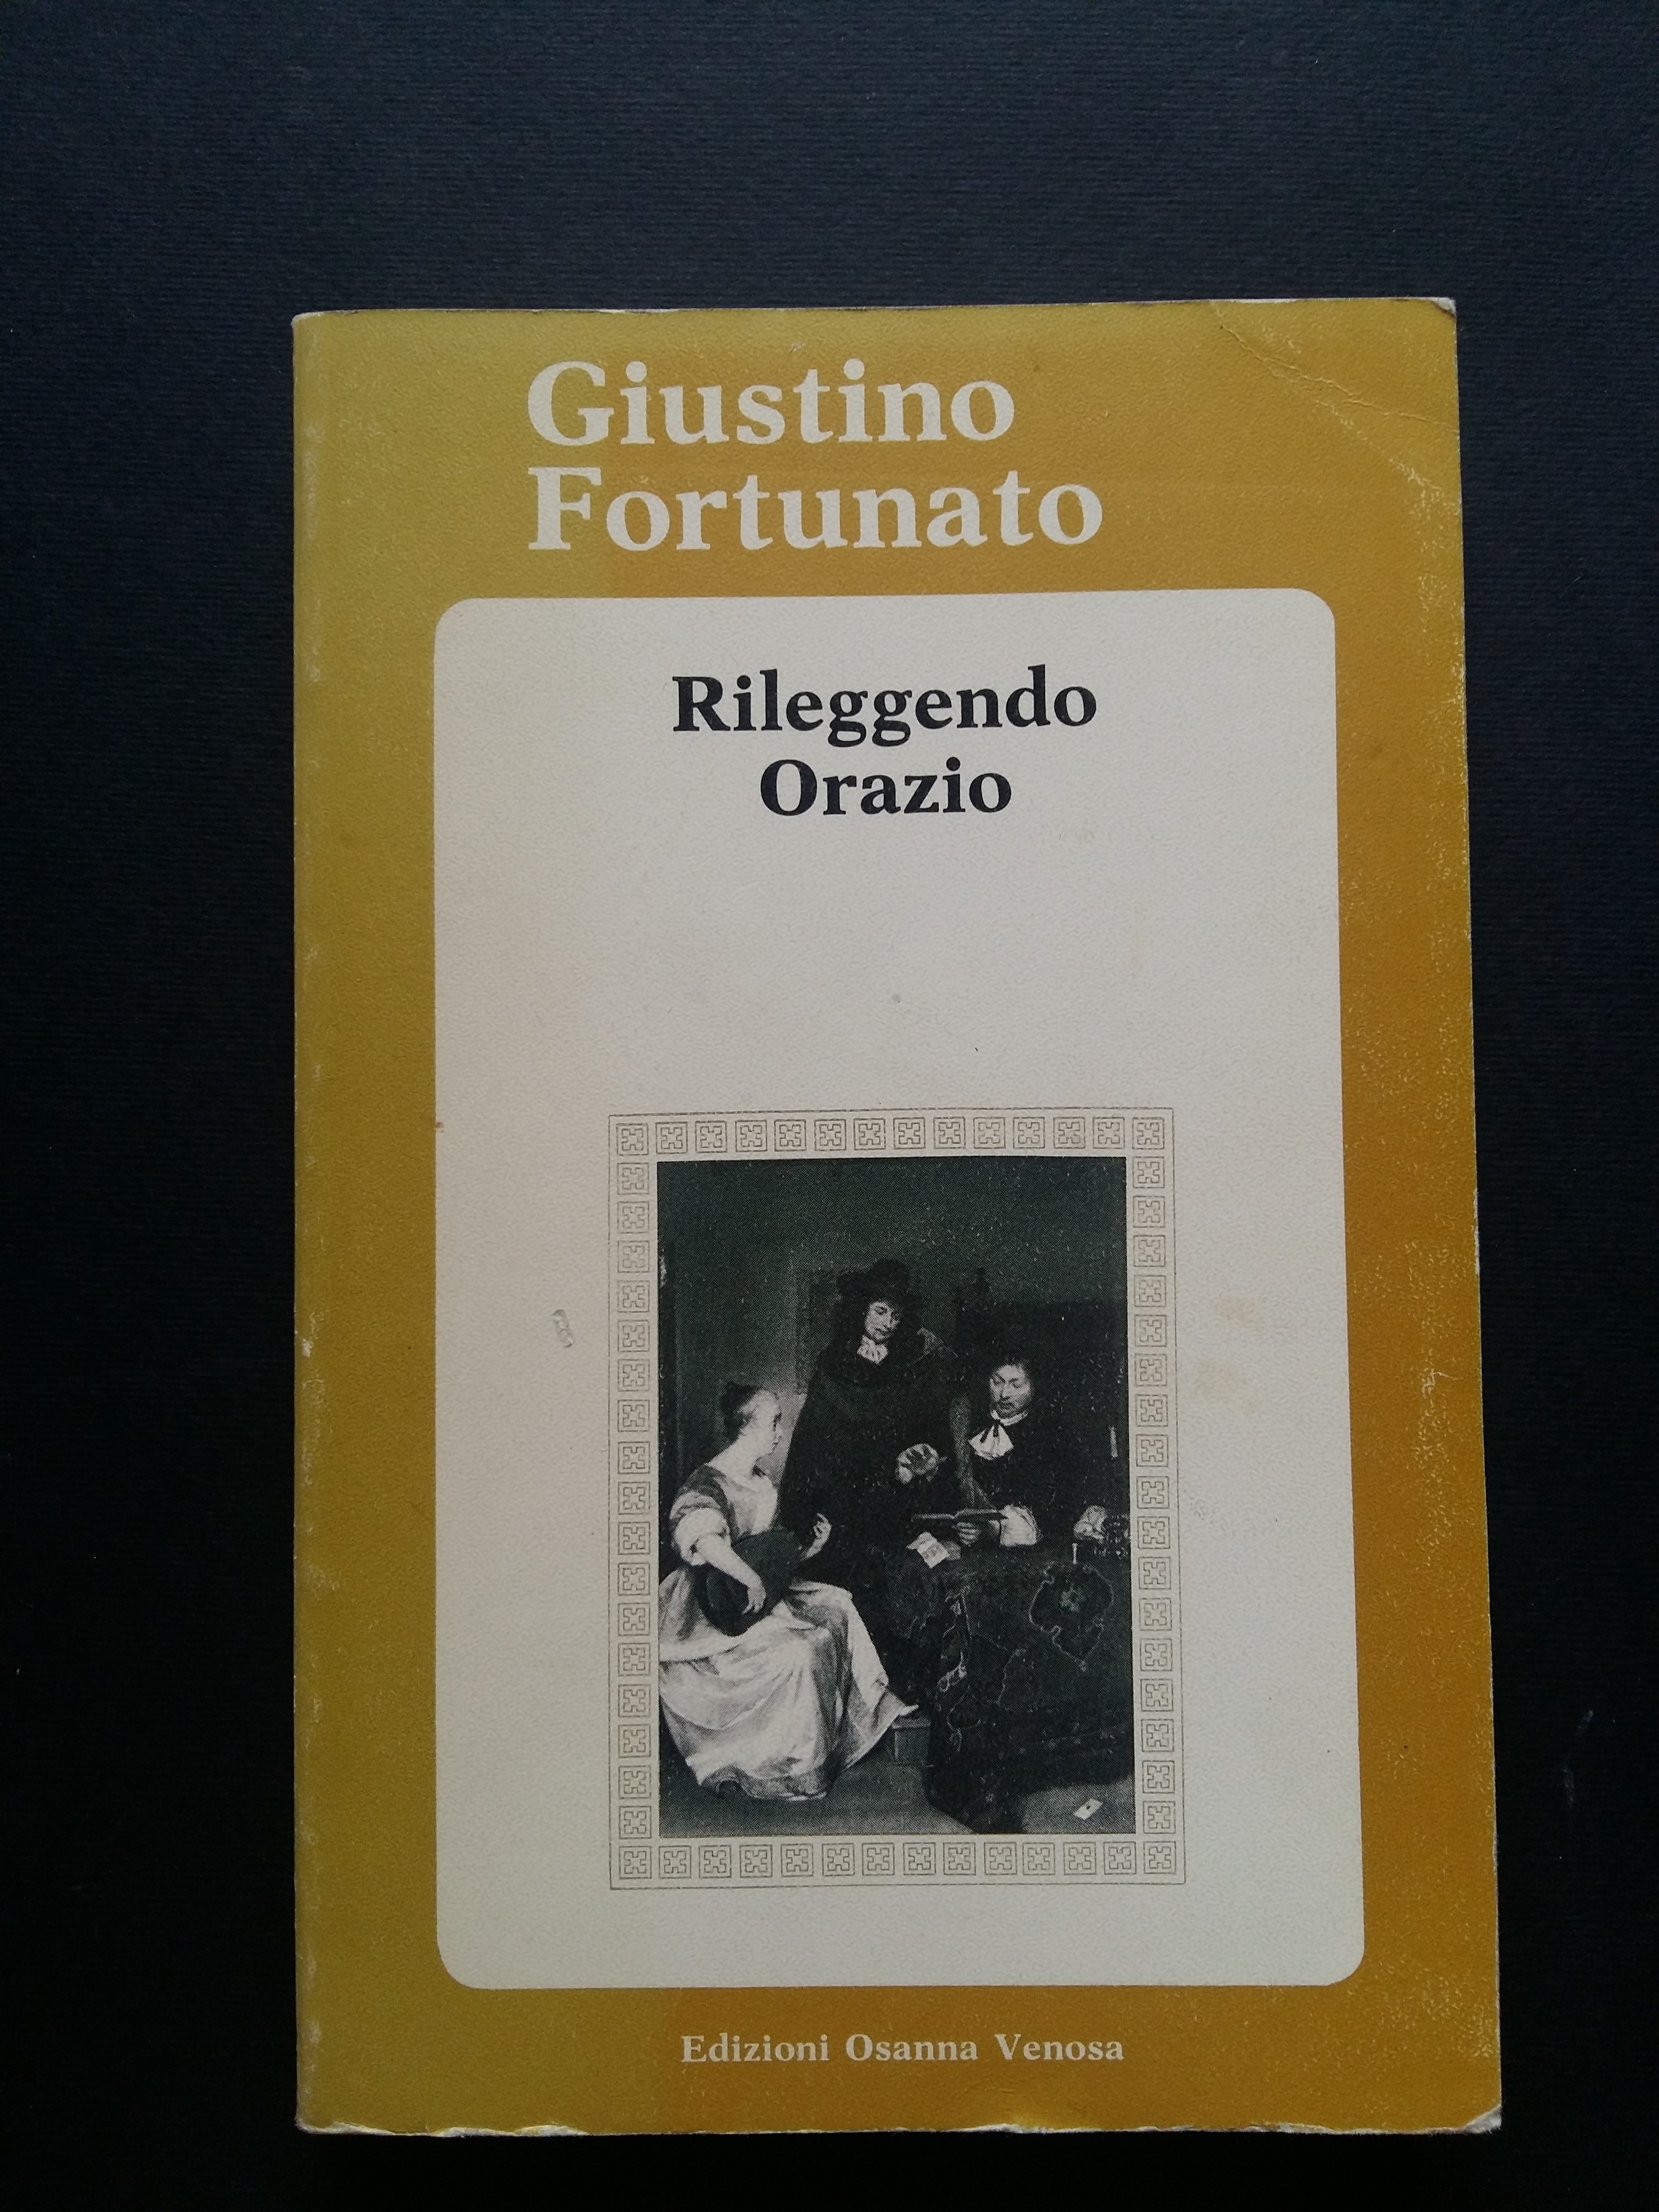 Giustino
Fortunato
Rileggendo
Orazio
Edizioni Osanna Venosa